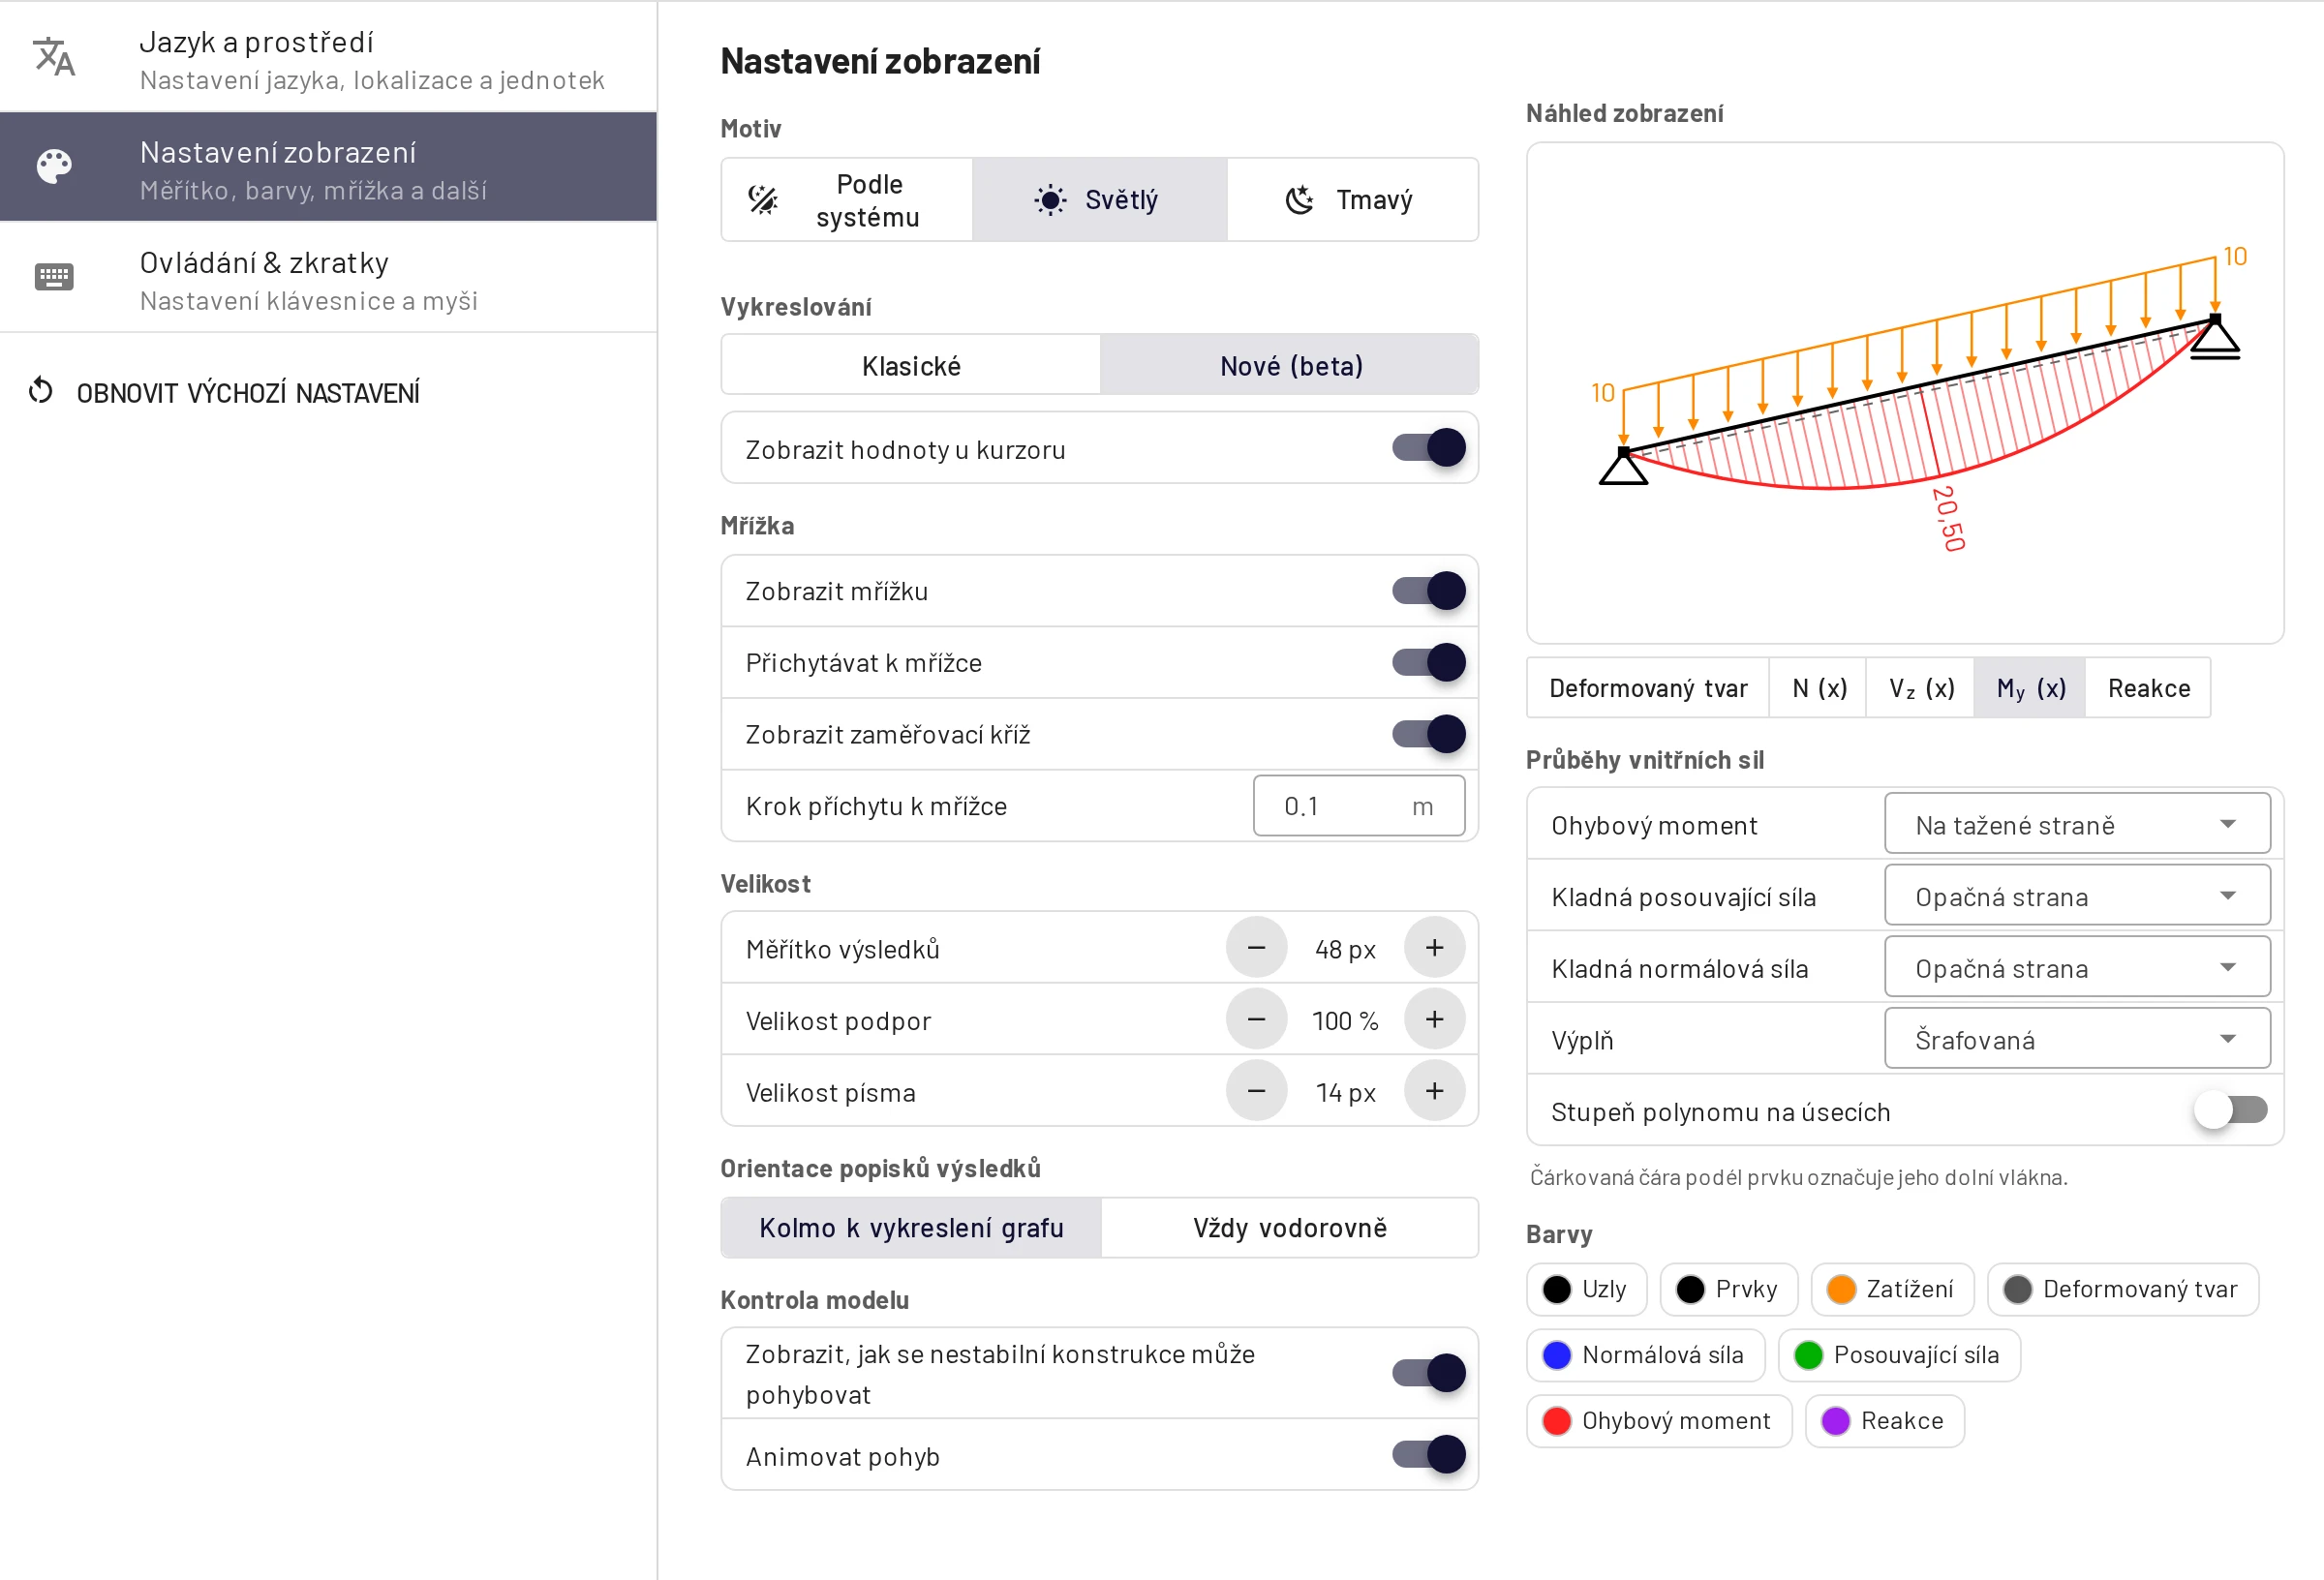 Jazyk a prostředí
Nastavení jazyka, lokalizace a jednotek
Nastavení zobrazení
Měřítko, barvy, mřížka a další
Ovládání & zkratky
Nastavení klávesnice a myši
OBNOVIT VÝCHOZÍ NASTAVENÍ
Nastavení zobrazení
Motiv
Podle
systému
Světlý
Tmavý
Vykreslování
Klasické
Nové (beta)
Zobrazit hodnoty u kurzoru
Mřížka
Zobrazit mřížku
Přichytávat k mřížce
Zobrazit zaměřovací kříž
Krok příchytu k mřížce
0.1 m
Velikost
Měřítko výsledků
− 48 px +
Velikost podpor
− 100 % +
Velikost písma
− 14 px +
Orientace popisků výsledků
Kolmo k vykreslení grafu
Vždy vodorovně
Kontrola modelu
Zobrazit, jak se nestabilní konstrukce může
pohybovat
Animovat pohyb
Náhled zobrazení
10
10
20,50
Deformovaný tvar
N (x)
Vz (x)
My (x)
Reakce
Průběhy vnitřních sil
Ohybový moment
Na tažené straně
Kladná posouvající síla
Opačná strana
Kladná normálová síla
Opačná strana
Výplň
Šrafovaná
Stupeň polynomu na úsecích
Čárkovaná čára podél prvku označuje jeho dolní vlákna.
Barvy
Uzly
Prvky
Zatížení
Deformovaný tvar
Normálová síla
Posouvající síla
Ohybový moment
Reakce